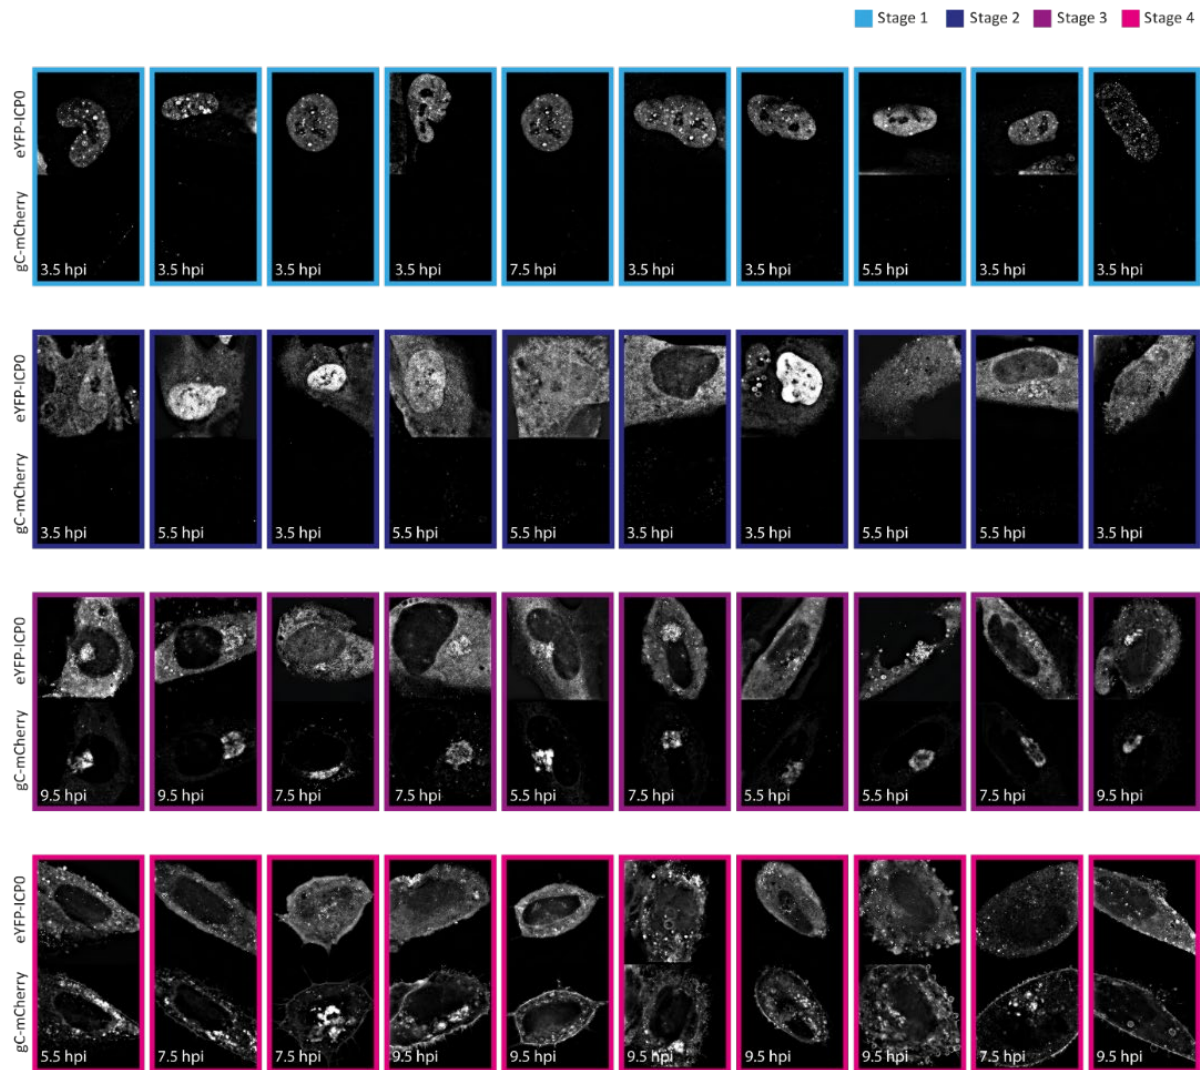 Stage 1 Stage 2 Stage 3 Stage 4
eYFP-ICP0
gC-mCherry
3.5 hpi 3.5 hpi 3.5 hpi 3.5 hpi 7.5 hpi 3.5 hpi 3.5 hpi 5.5 hpi 3.5 hpi 3.5 hpi
eYFP-ICP0
gC-mCherry
3.5 hpi 5.5 hpi 3.5 hpi 5.5 hpi 5.5 hpi 3.5 hpi 3.5 hpi 5.5 hpi 5.5 hpi 3.5 hpi
eYFP-ICP0
gC-mCherry
9.5 hpi 9.5 hpi 7.5 hpi 7.5 hpi 5.5 hpi 7.5 hpi 5.5 hpi 5.5 hpi 7.5 hpi 9.5 hpi
eYFP-ICP0
gC-mCherry
5.5 hpi 7.5 hpi 7.5 hpi 9.5 hpi 9.5 hpi 9.5 hpi 9.5 hpi 9.5 hpi 7.5 hpi 9.5 hpi